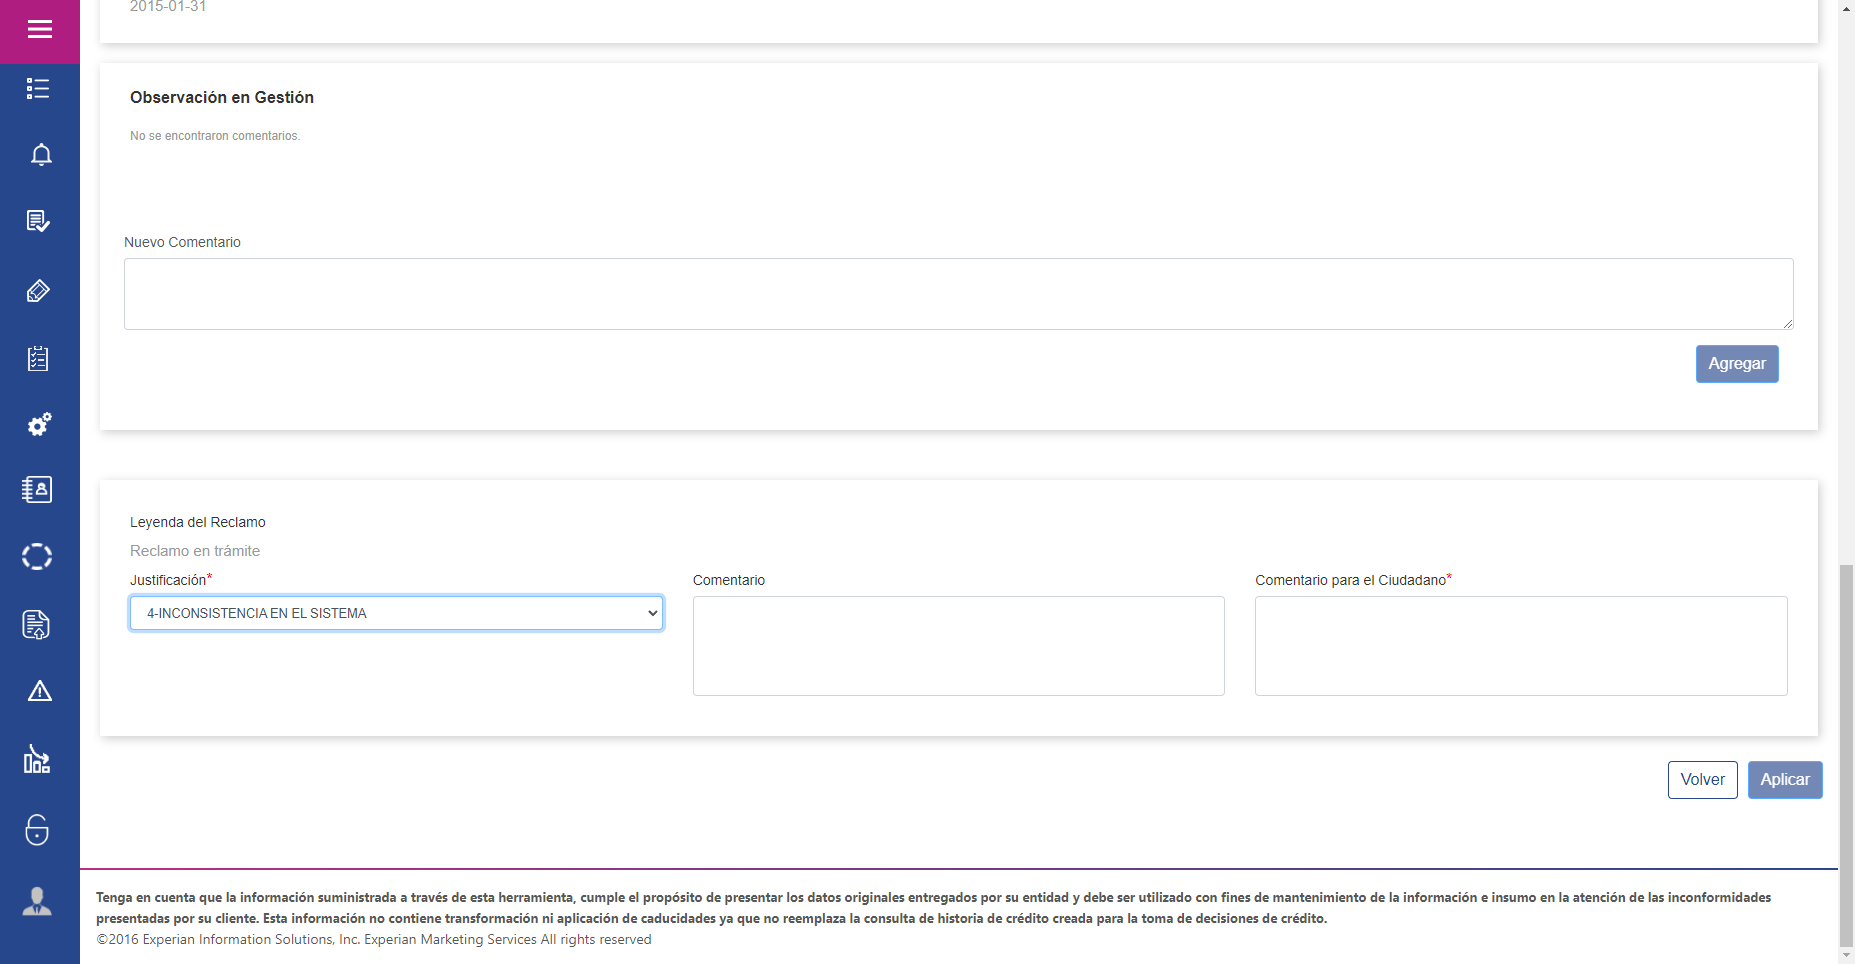 2015-01-31
Observación en Gestión
No se encontraron comentarios.
Nuevo Comentario
Agregar
Leyenda del Reclamo
Reclamo en trámite
Justificación*
4-INCONSISTENCIA EN EL SISTEMA
Comentario
Comentario para el Ciudadano*
Volver
Aplicar
Tenga en cuenta que la información suministrada a través de esta herramienta, cumple el propósito de presentar los datos originales entregados por su entidad y debe ser utilizado con fines de mantenimiento de la información e insumo en la atención de las inconformidades
presentadas por su cliente. Esta información no contiene transformación ni aplicación de caducidades ya que no reemplaza la consulta de historia de crédito creada para la toma de decisiones de crédito.
©2016 Experian Information Solutions, Inc. Experian Marketing Services All rights reserved